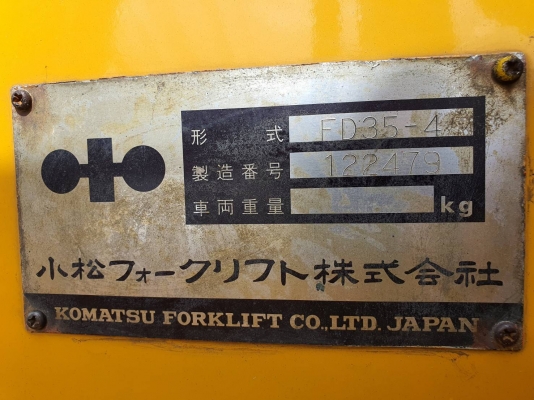 形式 FD35-4
製造番号 122479
車両重量 kg
小松フォークリフト株式会社
KOMATSU FORKLIFT CO.,LTD. JAPAN